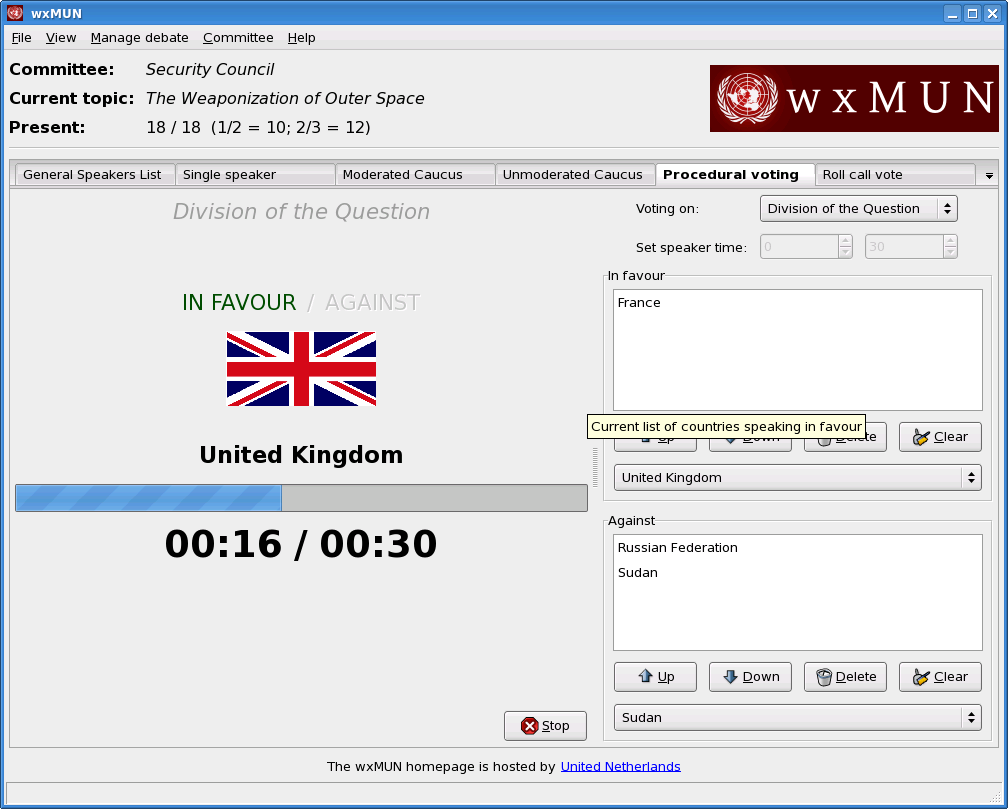 wxMUN
File View Manage debate Committee Help
Committee: Security Council
Current topic: The Weaponization of Outer Space
Present: 18 / 18 (1/2 = 10; 2/3 = 12)
wxMUN
General Speakers List Single speaker Moderated Caucus Unmoderated Caucus Procedural voting Roll call vote
Division of the Question
IN FAVOUR / AGAINST
United Kingdom
00:16 / 00:30
Stop
Voting on: Division of the Question
Set speaker time: 0 30
In favour
France
Current list of countries speaking in favour
Up Down Delete Clear
United Kingdom
Against
Russian Federation
Sudan
Up Down Delete Clear
Sudan
The wxMUN homepage is hosted by United Netherlands